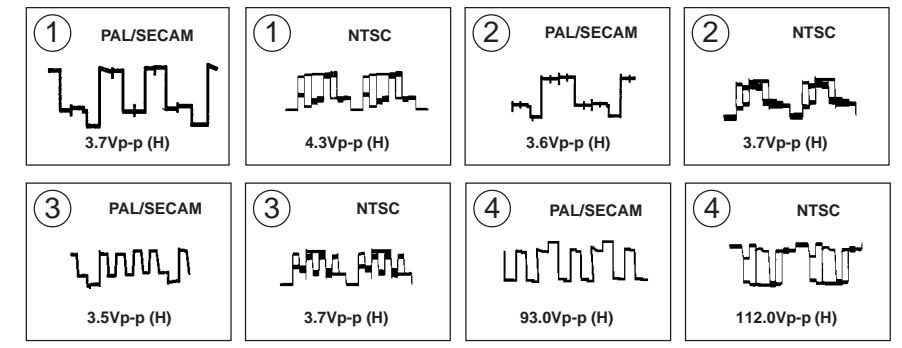 1 PAL/SECAM
3.7Vp-p (H)
1 NTSC
4.3Vp-p (H)
2 PAL/SECAM
3.6Vp-p (H)
2 NTSC
3.7Vp-p (H)
3 PAL/SECAM
3.5Vp-p (H)
3 NTSC
3.7Vp-p (H)
4 PAL/SECAM
93.0Vp-p (H)
4 NTSC
112.0Vp-p (H)